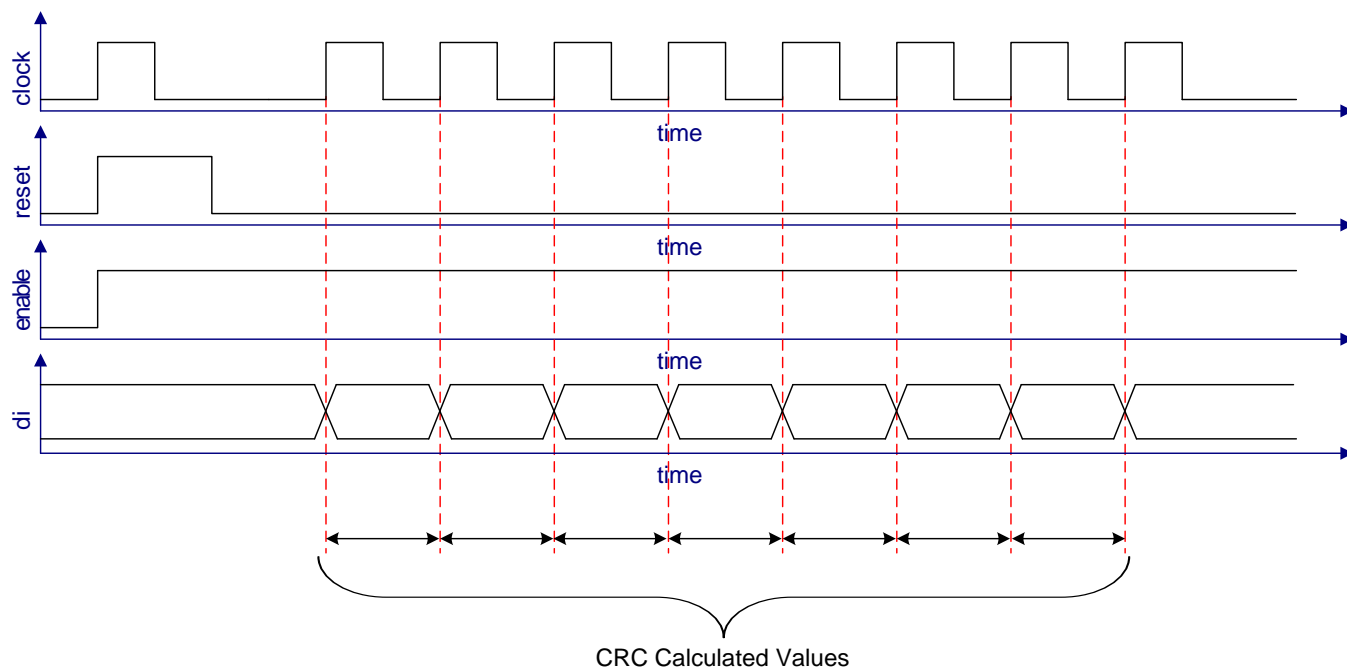 clock
time
reset
time
enable
time
di
time
CRC Calculated Values